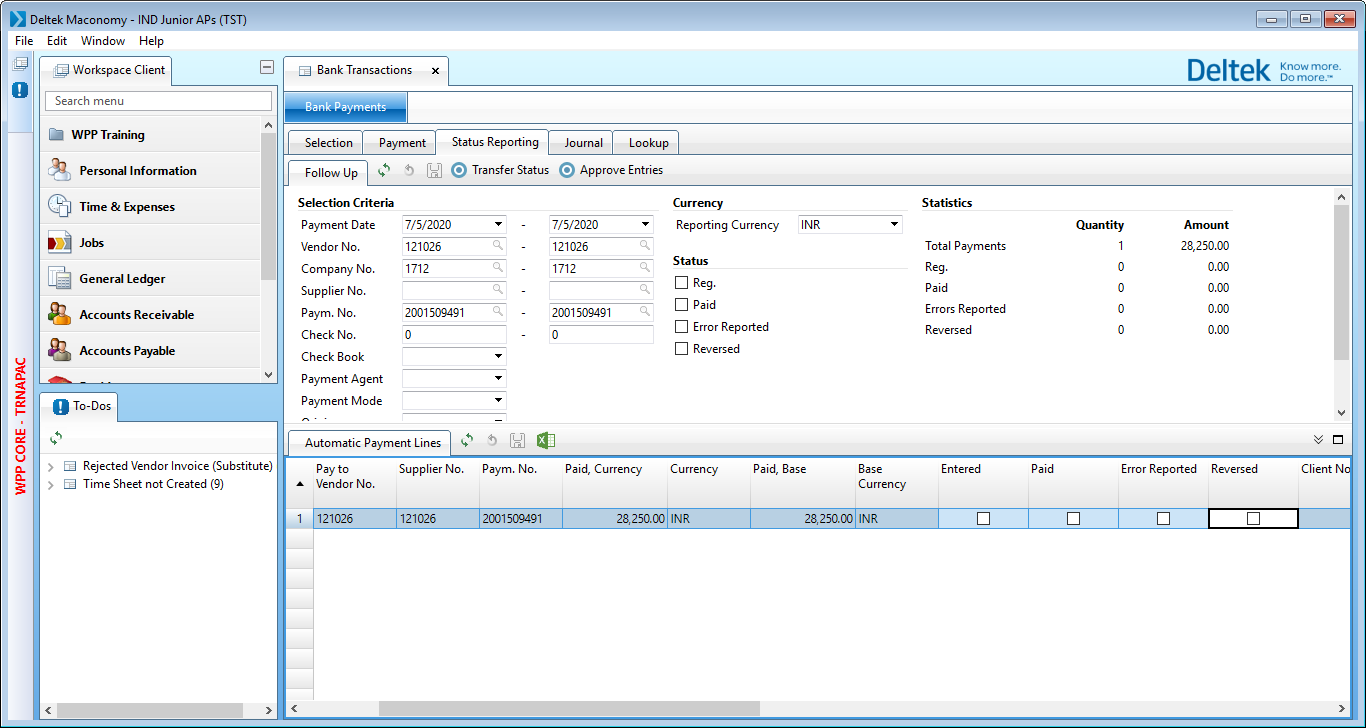 Deltek Maconomy - IND Junior APs (TST)
File Edit Window Help
Workspace Client
Search menu
WPP Training
Personal Information
Time & Expenses
Jobs
General Ledger
Accounts Receivable
Accounts Payable
WPP CORE - TRNAPAC
To-Dos
Rejected Vendor Invoice (Substitute)
Time Sheet not Created (9)
Bank Transactions x
Deltek Know more. Do more.™
Bank Payments
Selection Payment Status Reporting Journal Lookup
Follow Up Transfer Status Approve Entries
Selection Criteria
Payment Date 7/5/2020 - 7/5/2020
Vendor No. 121026 - 121026
Company No. 1712 - 1712
Supplier No. -
Paym. No. 2001509491 - 2001509491
Check No. 0 - 0
Check Book
Payment Agent
Payment Mode
Currency
Reporting Currency INR
Status
Reg.
Paid
Error Reported
Reversed
Statistics
Quantity Amount
Total Payments 1 28,250.00
Reg. 0 0.00
Paid 0 0.00
Errors Reported 0 0.00
Reversed 0 0.00
Automatic Payment Lines
Pay to Vendor No. Supplier No. Paym. No. Paid, Currency Currency Paid, Base Base Currency Entered Paid Error Reported Reversed Client No
1 121026 121026 2001509491 28,250.00 INR 28,250.00 INR